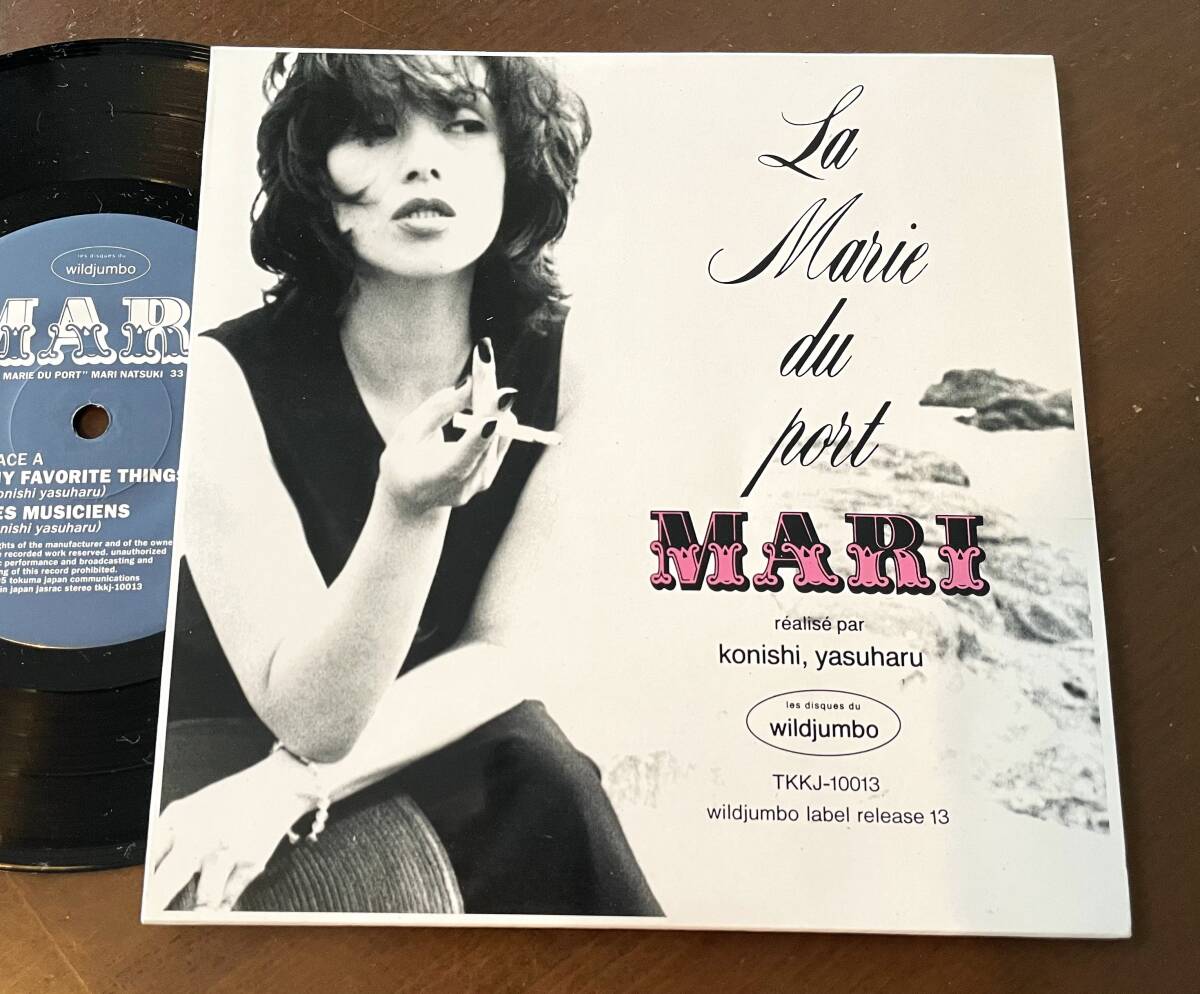 La
Marie
du
port
MARI
réalisé par
konishi, yasuharu
les disques du
wildjumbo
TKKJ-10013
wildjumbo label release 13
les disques du
wildjumbo
MAR
MARIE DU PORT" MARI NATSUKI 33
ACE A
Y FAVORITE THINGS
onishi yasuharu)
ES MUSICIENS
nishi yasuharu)
ghts of the manufacturer and of the owne
recorded work reserved. unauthorized
c performance and broadcasting and
ng of this record prohibited.
95 tokuma japan communications
in japan jasrac stereo tkkj-10013